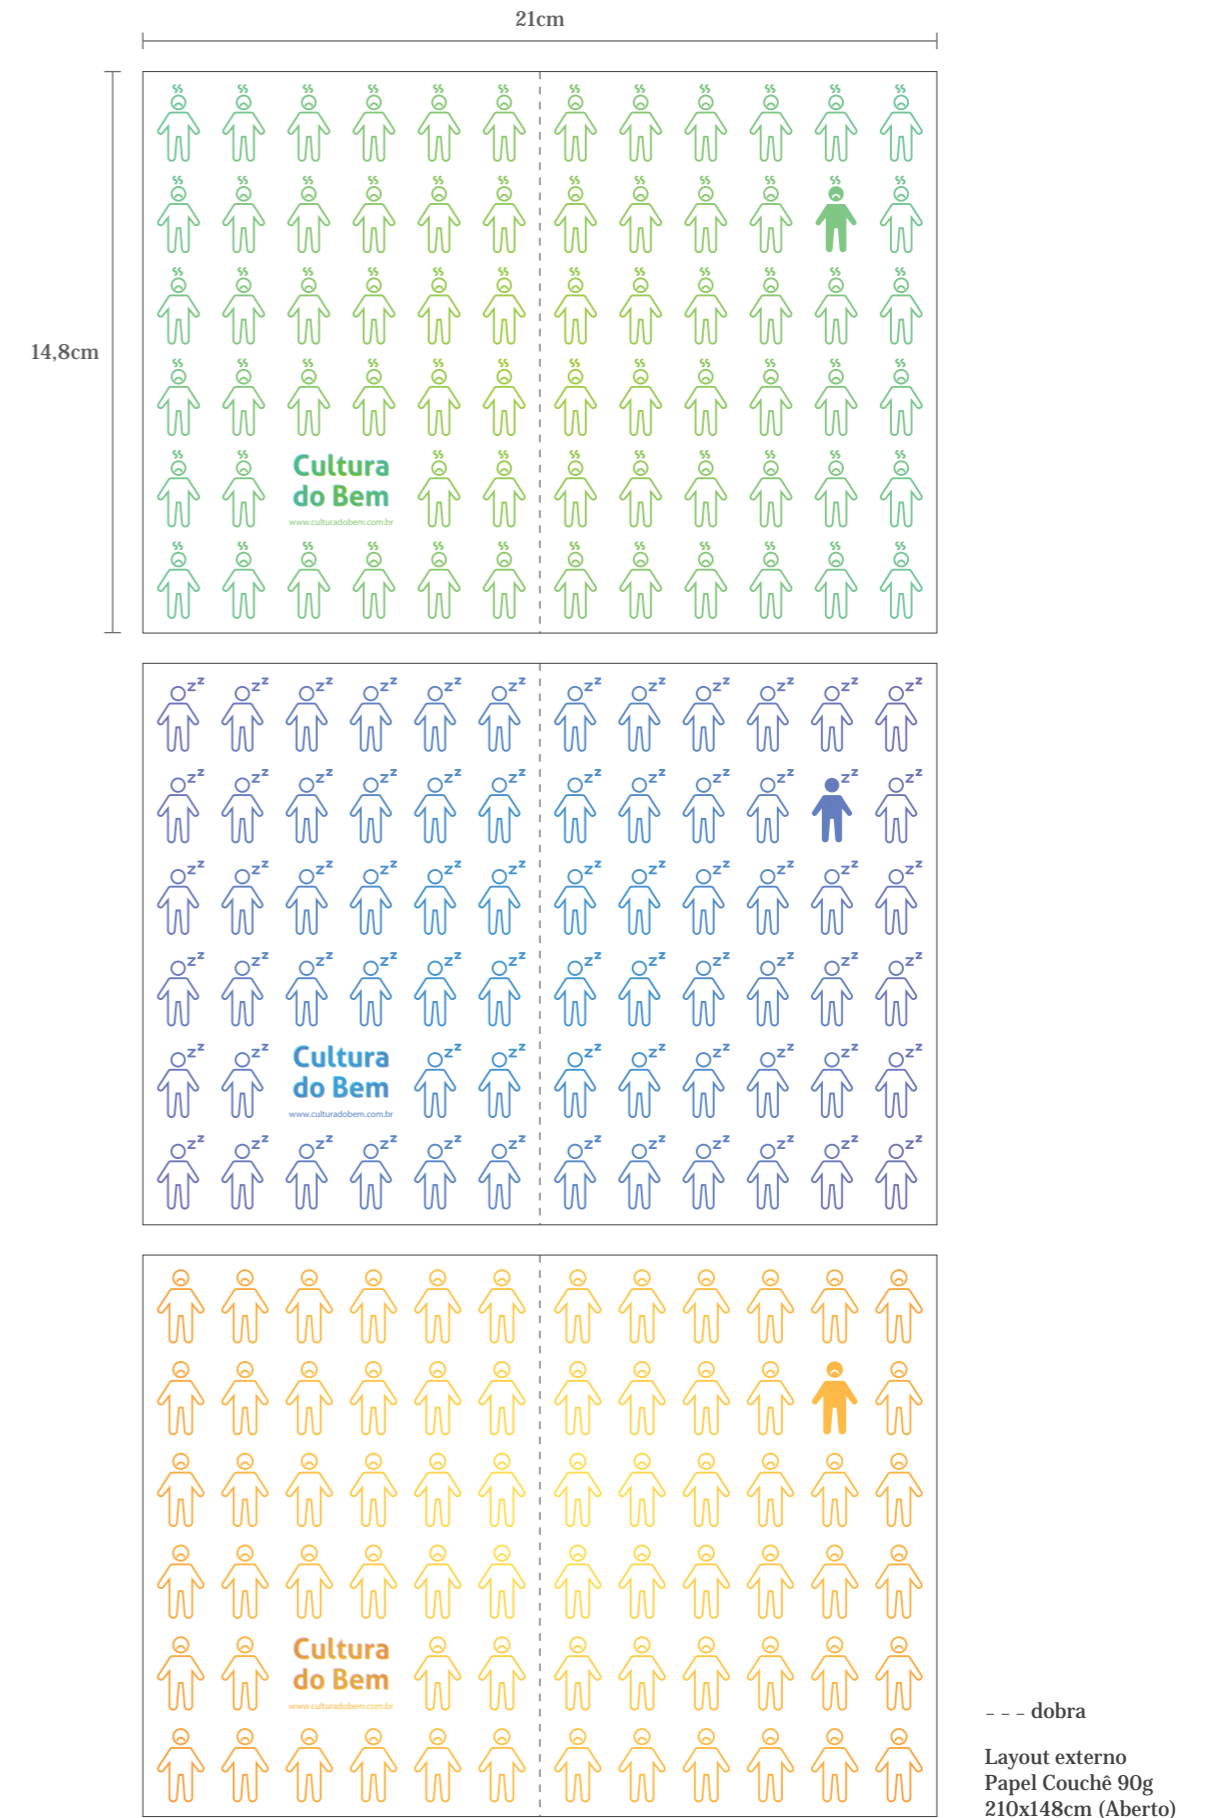 21cm
14,8cm
Cultura
do Bem
www.culturadobem.com.br
Cultura
do Bem
www.culturadobem.com.br
Cultura
do Bem
www.culturadobem.com.br
--- dobra
Layout externo
Papel Couchê 90g
210x148cm (Aberto)